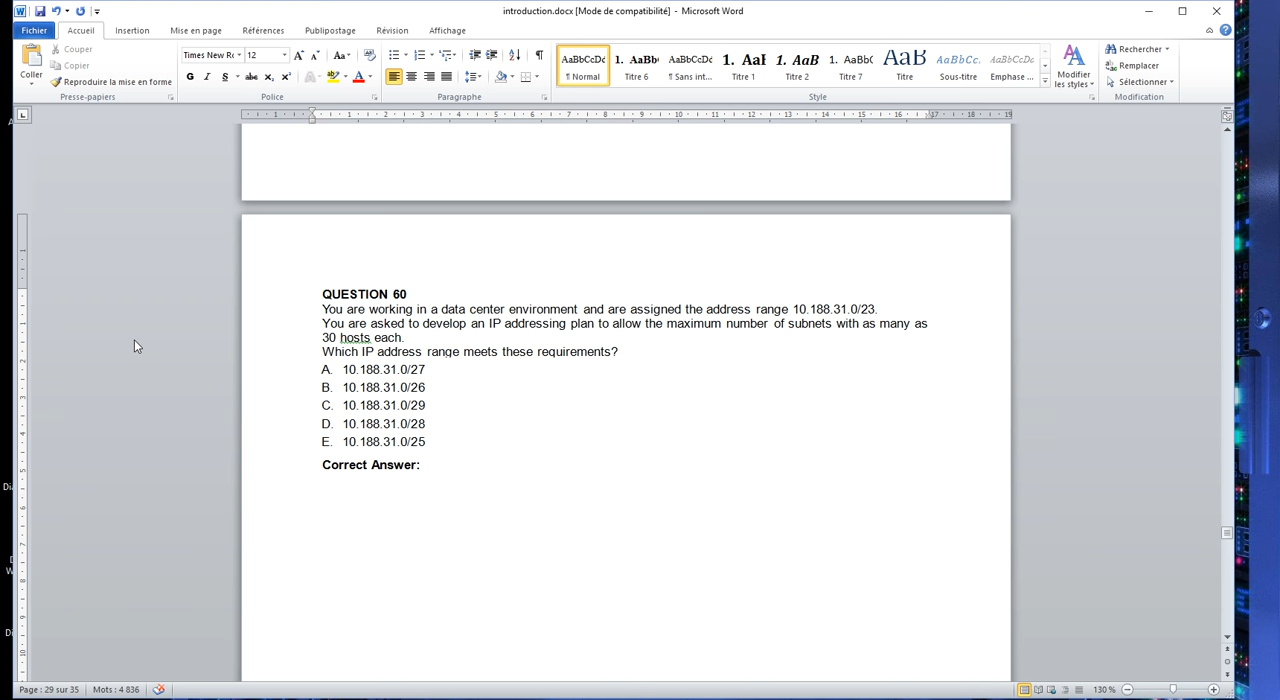 introduction.docx [Mode de compatibilité] - Microsoft Word
Fichier Accueil Insertion Mise en page Références Publipostage Révision Affichage
Couper
Copier
Reproduire la mise en forme
Coller
Presse-papiers
Times New Rc 12
Police
Paragraphe
AaBbCcDc 1. AaBb AaBbCcDc 1. AaI 1. AaB 1. AaBbC AaB AaBbCc. AaBbCcDc
¶ Normal Titre 6 ¶ Sans int... Titre 1 Titre 2 Titre 7 Titre Sous-titre Emphase ...
Style
Modifier
les styles
Rechercher
Remplacer
Sélectionner
Modification
QUESTION 60
You are working in a data center environment and are assigned the address range 10.188.31.0/23.
You are asked to develop an IP addressing plan to allow the maximum number of subnets with as many as
30 hosts each.
Which IP address range meets these requirements?
A. 10.188.31.0/27
B. 10.188.31.0/26
C. 10.188.31.0/29
D. 10.188.31.0/28
E. 10.188.31.0/25
Correct Answer:
Page : 29 sur 35 Mots : 4 836 130 %